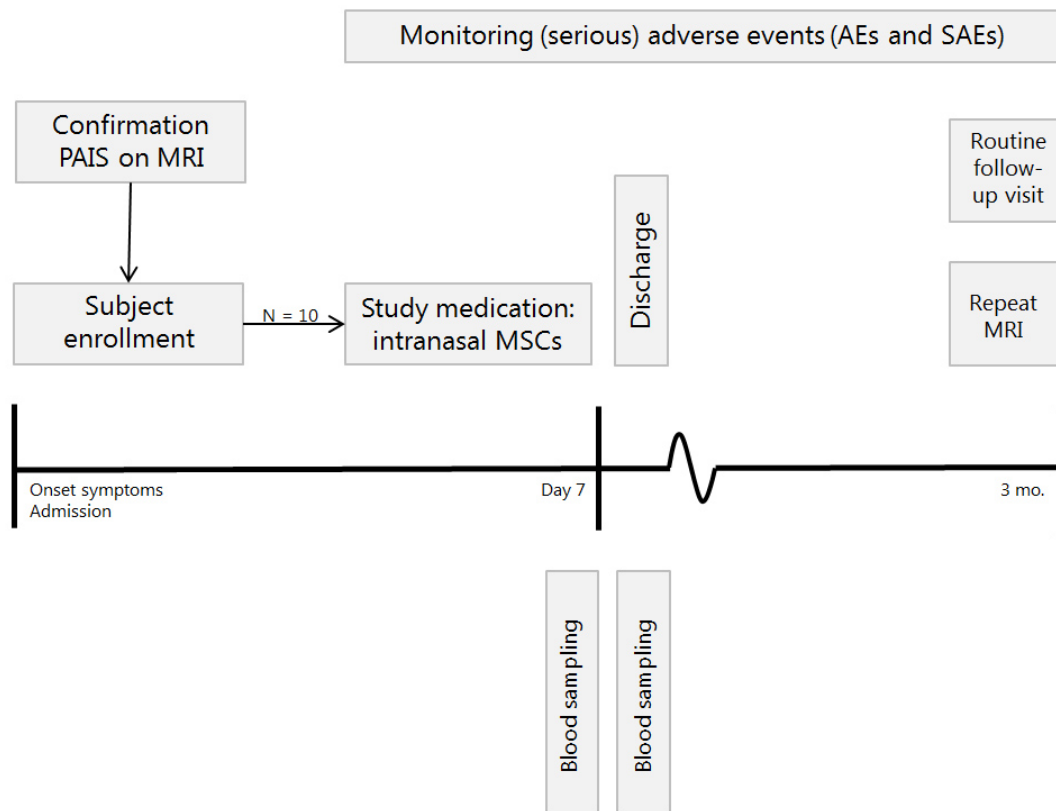 Monitoring (serious) adverse events (AEs and SAEs)
Confirmation
PAIS on MRI
Routine
follow-
up visit
Discharge
Subject
enrollment
N = 10
Study medication:
intranasal MSCs
Repeat
MRI
Onset symptoms
Admission
Day 7
3 mo.
Blood sampling
Blood sampling